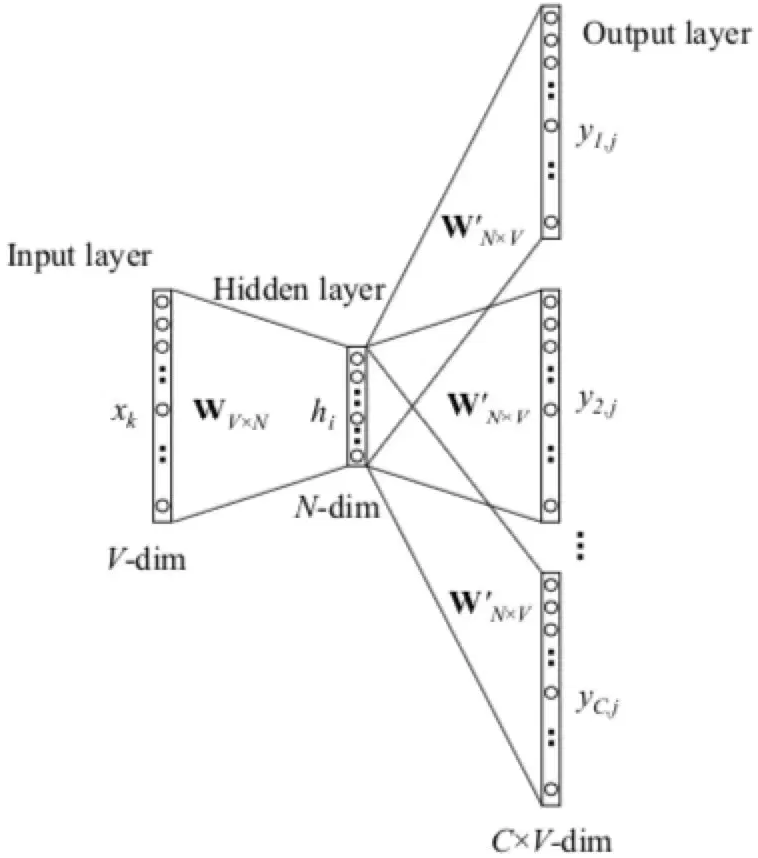 Output layer
y1,j
W'N×V
Input layer
Hidden layer
xk
WV×N
hi
W'N×V
y2,j
N-dim
V-dim
W'N×V
yC,j
C×V-dim